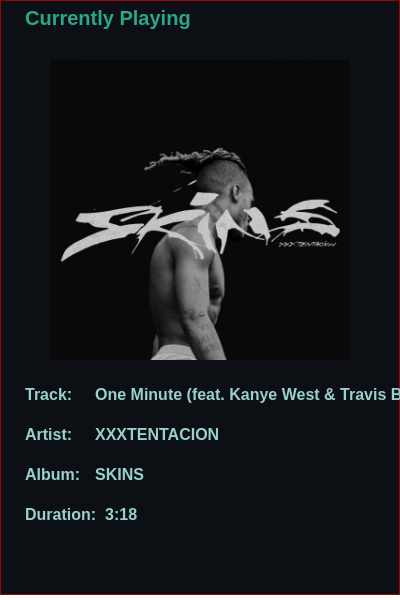 Currently Playing
SKINS
XXXTENTACION
Track: One Minute (feat. Kanye West & Travis B
Artist: XXXTENTACION
Album: SKINS
Duration: 3:18